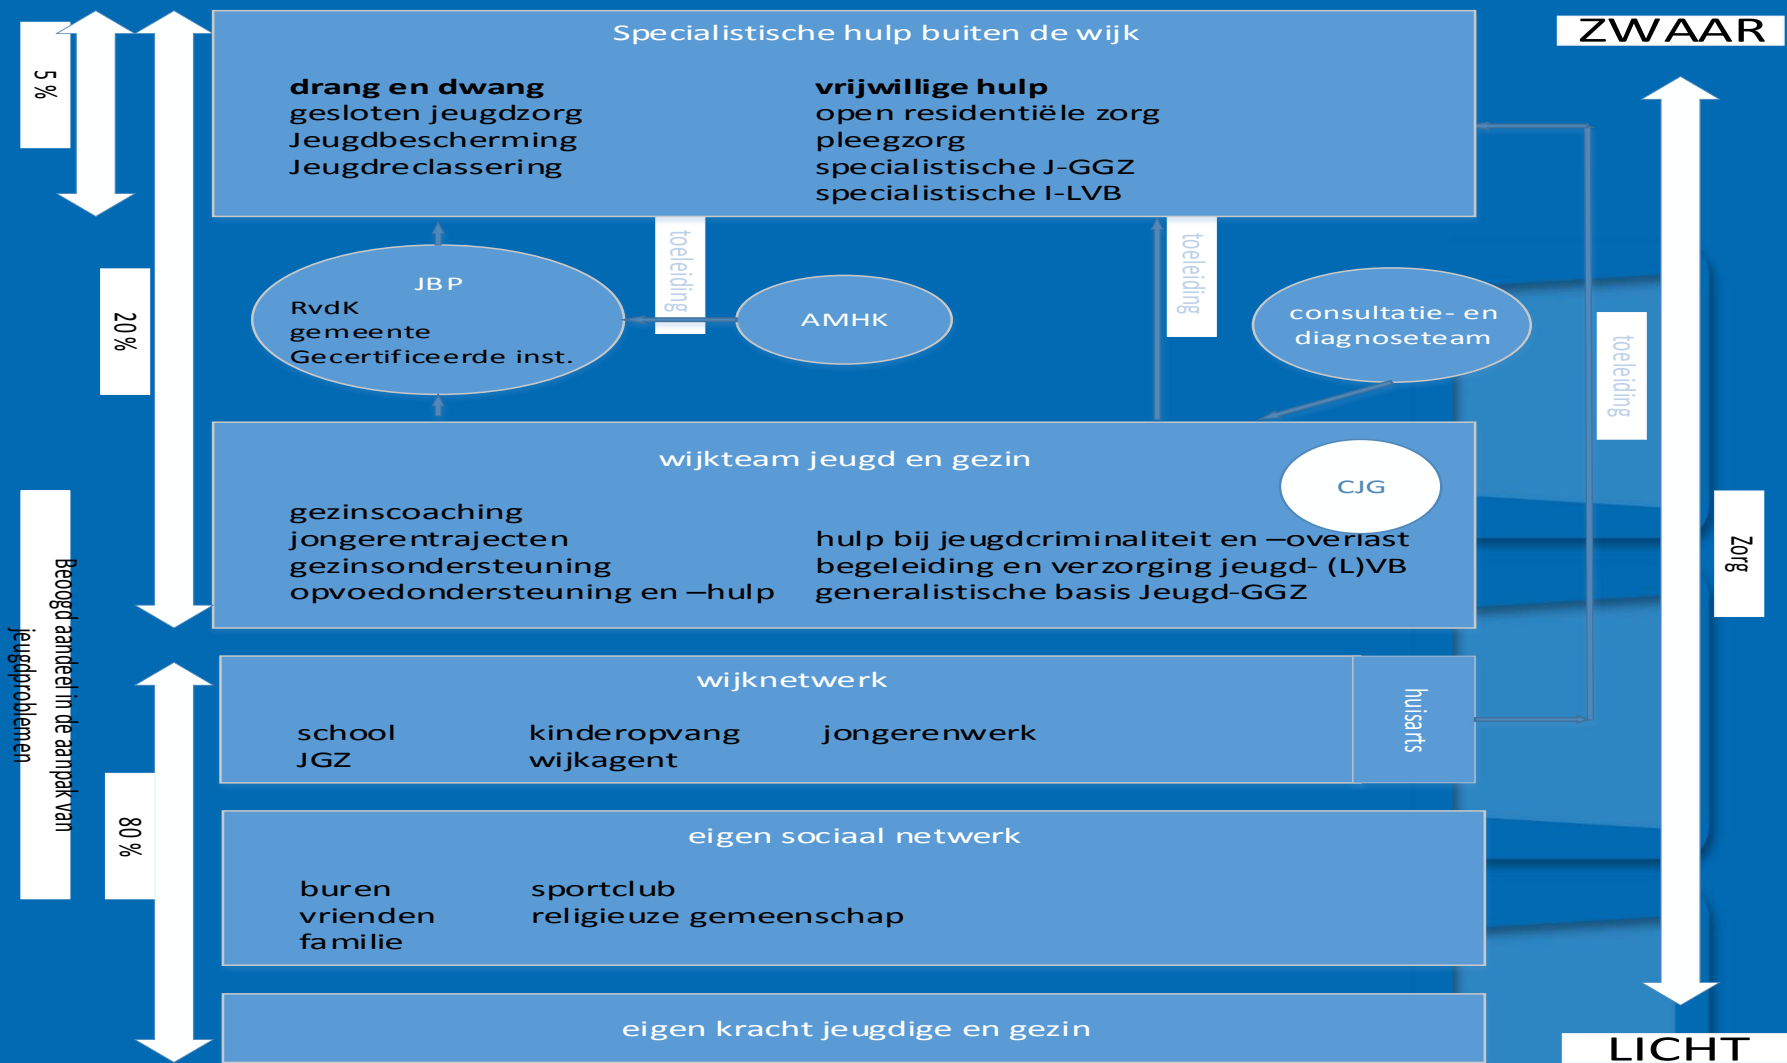 Specialistische hulp buiten de wijk
ZWAAR
5 %
drang en dwang
gesloten jeugdzorg
Jeugdbescherming
Jeugdreclassering
vrijwillige hulp
open residentiële zorg
pleegzorg
specialistische J-GGZ
specialistische I-LVB
20 %
JBP
RvdK
gemeente
Gecertificeerde inst.
toeleiding
AMHK
toeleiding
consultatie- en
diagnoseteam
toeleiding
wijkteam jeugd en gezin
CJG
gezinscoaching
jongerentrajecten
gezinsondersteuning
opvoedondersteuning en –hulp
hulp bij jeugdcriminaliteit en –overlast
begeleiding en verzorging jeugd- (L)VB
generalistische basis Jeugd-GGZ
Zorg
Beoogd aandeel in de aanpak van
jeugdproblemen
wijknetwerk
school
JGZ
kinderopvang
wijkagent
jongerenwerk
huisarts
80 %
eigen sociaal netwerk
buren
vrienden
familie
sportclub
religieuze gemeenschap
eigen kracht jeugdige en gezin
LICHT